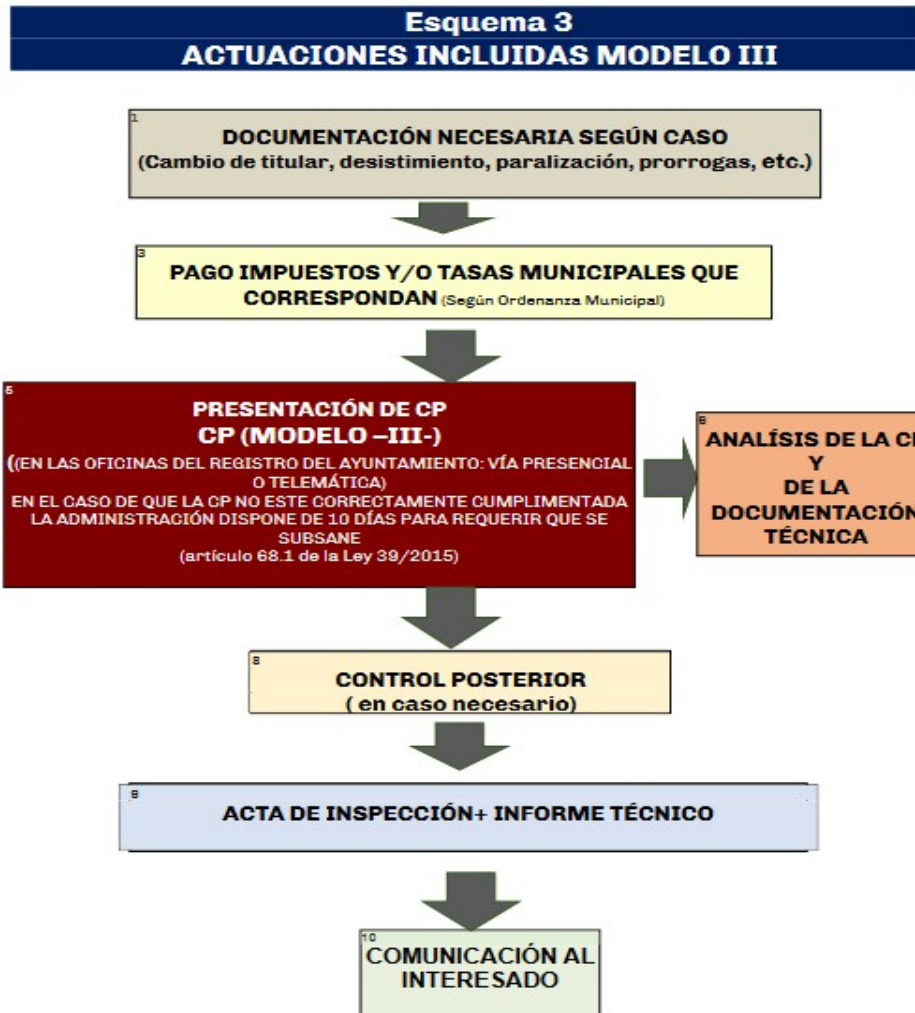 Esquema 3
ACTUACIONES INCLUIDAS MODELO III
1
DOCUMENTACIÓN NECESARIA SEGÚN CASO
(Cambio de titular, desistimiento, paralización, prorrogas, etc.)
3
PAGO IMPUESTOS Y/O TASAS MUNICIPALES QUE
CORRESPONDAN (Según Ordenanza Municipal)
5
PRESENTACIÓN DE CP
CP (MODELO –III-)
((EN LAS OFICINAS DEL REGISTRO DEL AYUNTAMIENTO: VÍA PRESENCIAL
O TELEMÁTICA)
EN EL CASO DE QUE LA CP NO ESTE CORRECTAMENTE CUMPLIMENTADA
LA ADMINISTRACIÓN DISPONE DE 10 DÍAS PARA REQUERIR QUE SE
SUBSANE
(artículo 68.1 de la Ley 39/2015)
6
ANALÍSIS DE LA CP
Y
DE LA
DOCUMENTACIÓN
TÉCNICA
8
CONTROL POSTERIOR
( en caso necesario)
9
ACTA DE INSPECCIÓN+ INFORME TÉCNICO
10
COMUNICACIÓN AL
INTERESADO